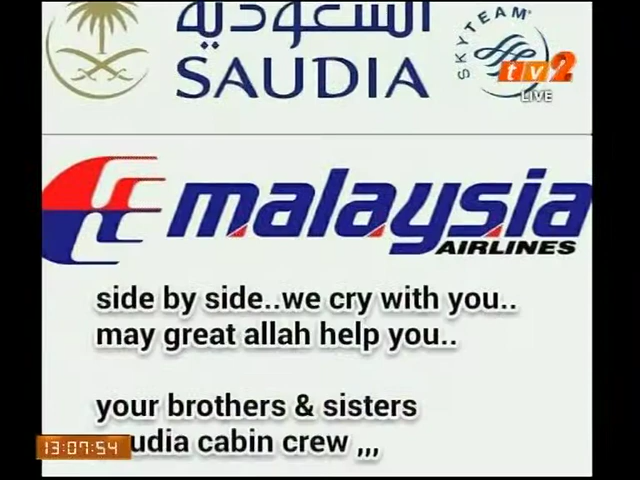 السعودية
SAUDIA
SKYTEAM
tv2
LIVE
malaysia
AIRLINES
side by side..we cry with you..
may great allah help you..
your brothers & sisters
udia cabin crew ,,,
13:07:54